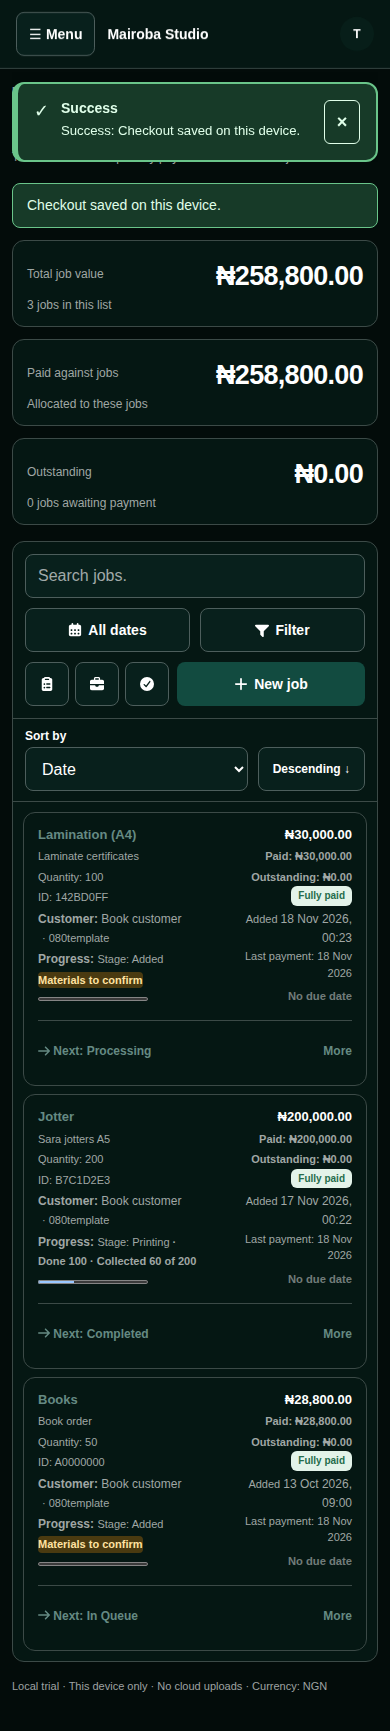 ☰ Menu Mairoba Studio T
✓ Success ×
Success: Checkout saved on this device.
Checkout saved on this device.
Total job value ₦258,800.00
3 jobs in this list
Paid against jobs ₦258,800.00
Allocated to these jobs
Outstanding ₦0.00
0 jobs awaiting payment
Search jobs.
All dates Filter
+ New job
Sort by
Date Descending ↓
Lamination (A4) ₦30,000.00
Laminate certificates Paid: ₦30,000.00
Quantity: 100 Outstanding: ₦0.00
ID: 142BD0FF Fully paid
Customer: Book customer Added 18 Nov 2026,
· 080template 00:23
Progress: Stage: Added Last payment: 18 Nov
Materials to confirm 2026
No due date
→ Next: Processing More
Jotter ₦200,000.00
Sara jotters A5 Paid: ₦200,000.00
Quantity: 200 Outstanding: ₦0.00
ID: B7C1D2E3 Fully paid
Customer: Book customer Added 17 Nov 2026,
· 080template 00:22
Progress: Stage: Printing · Last payment: 18 Nov
Done 100 · Collected 60 of 200 2026
No due date
→ Next: Completed More
Books ₦28,800.00
Book order Paid: ₦28,800.00
Quantity: 50 Outstanding: ₦0.00
ID: A0000000 Fully paid
Customer: Book customer Added 13 Oct 2026,
· 080template 09:00
Progress: Stage: Added Last payment: 18 Nov
Materials to confirm 2026
No due date
→ Next: In Queue More
Local trial · This device only · No cloud uploads · Currency: NGN